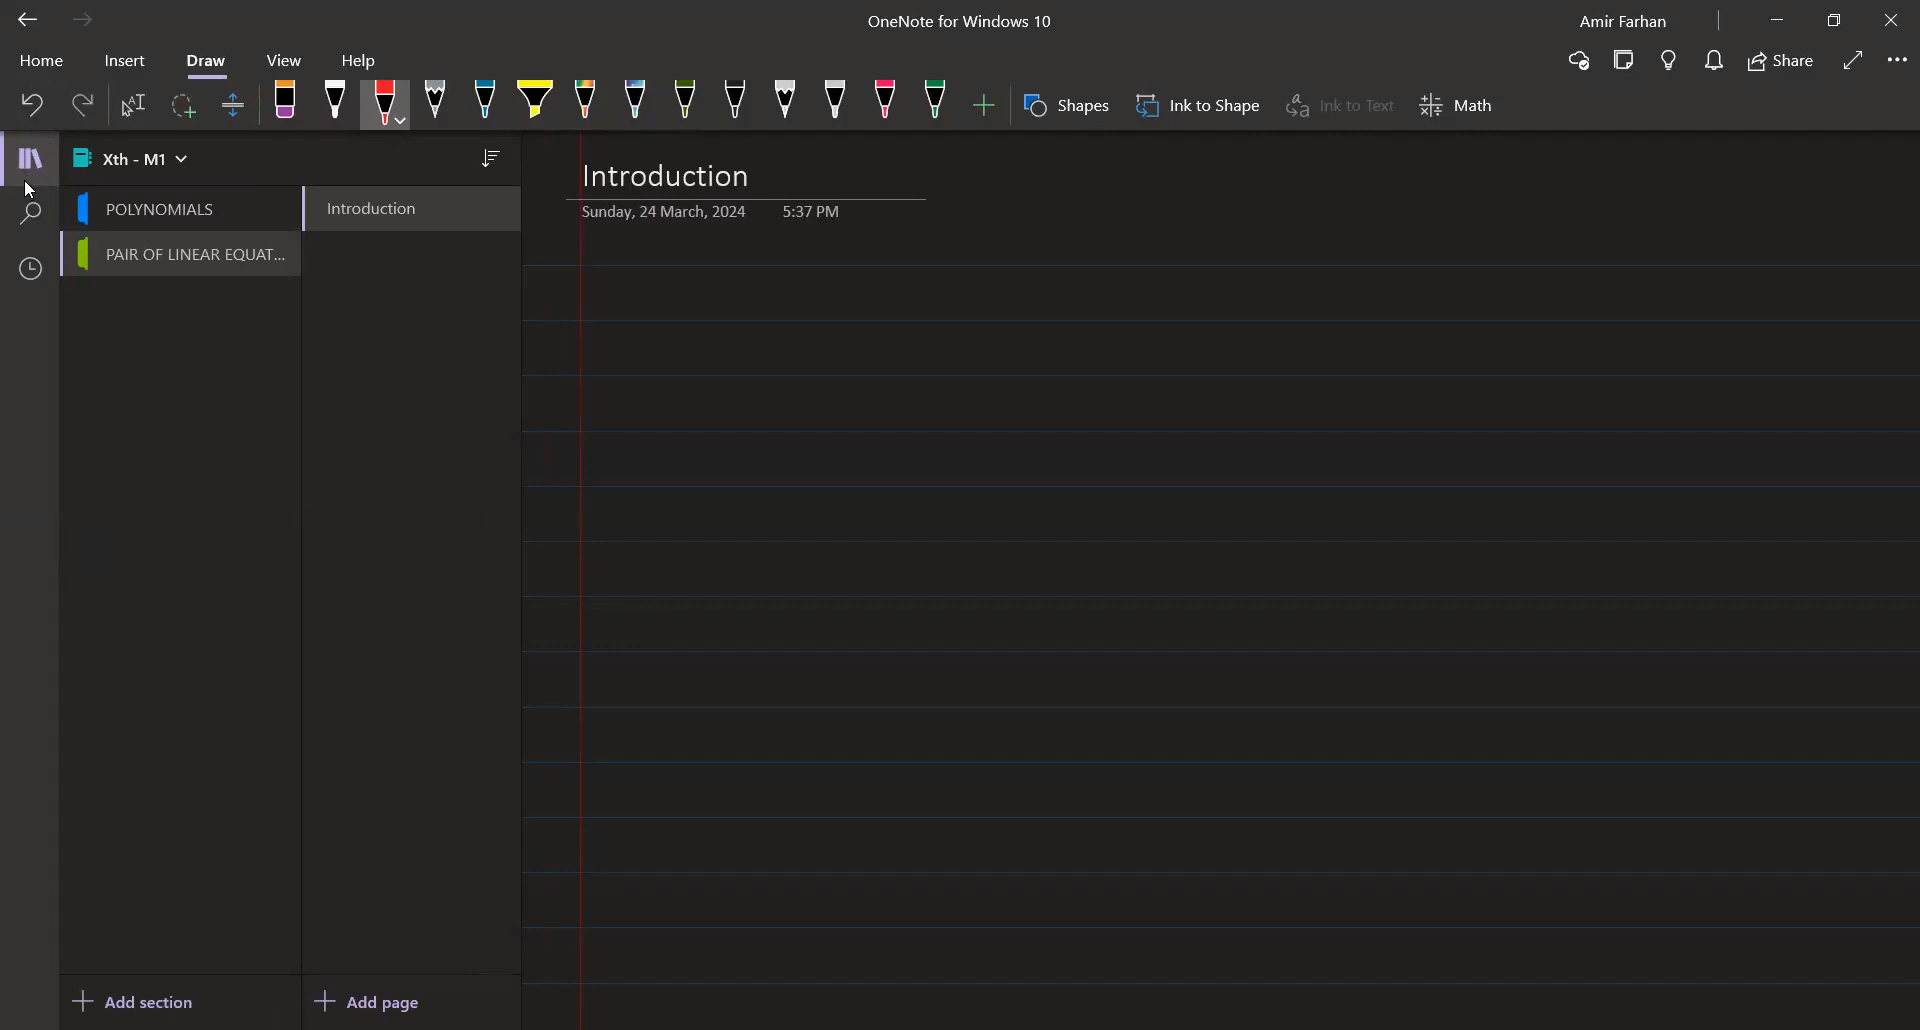 OneNote for Windows 10
Amir Farhan
Home Insert Draw View Help
Share
Shapes Ink to Shape Ink to Text Math
Xth - M1
POLYNOMIALS
PAIR OF LINEAR EQUAT...
Introduction
Introduction
Sunday, 24 March, 2024 5:37 PM
Add section
Add page